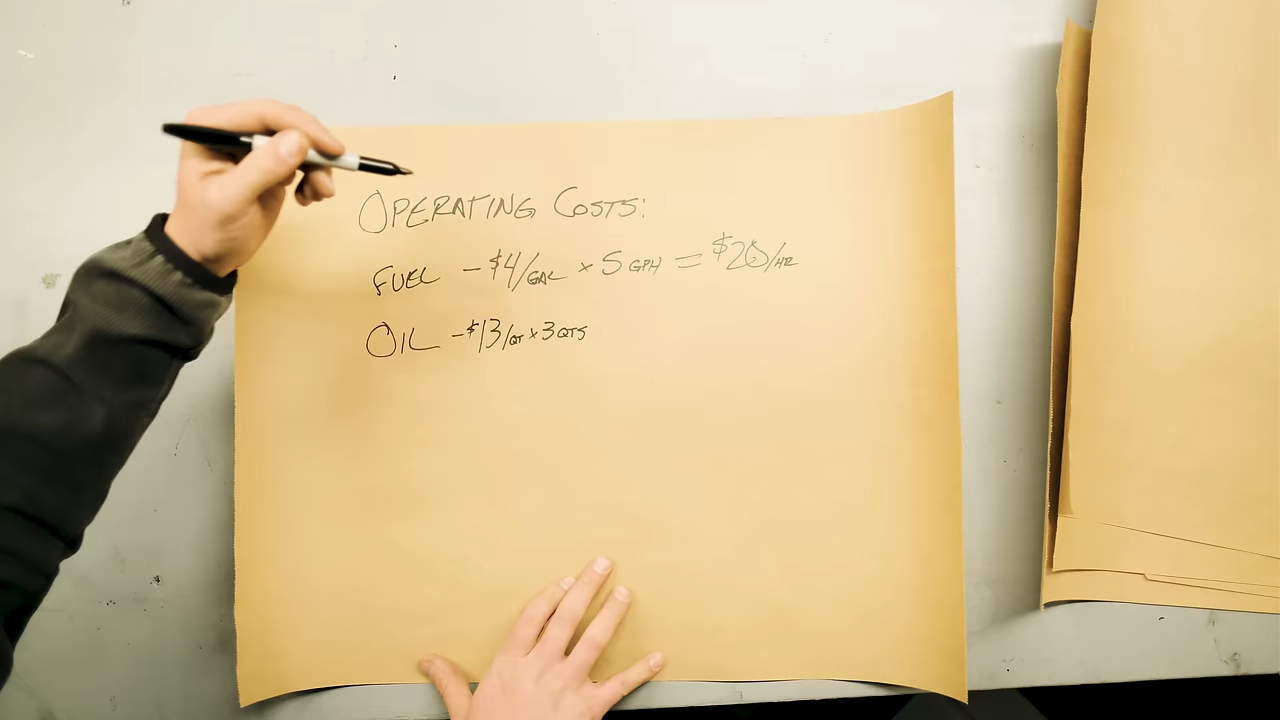 OPERATING COSTS:
FUEL - $4/GAL × 5 GPH = $20/HR
OIL - $13/QT × 3 QTS